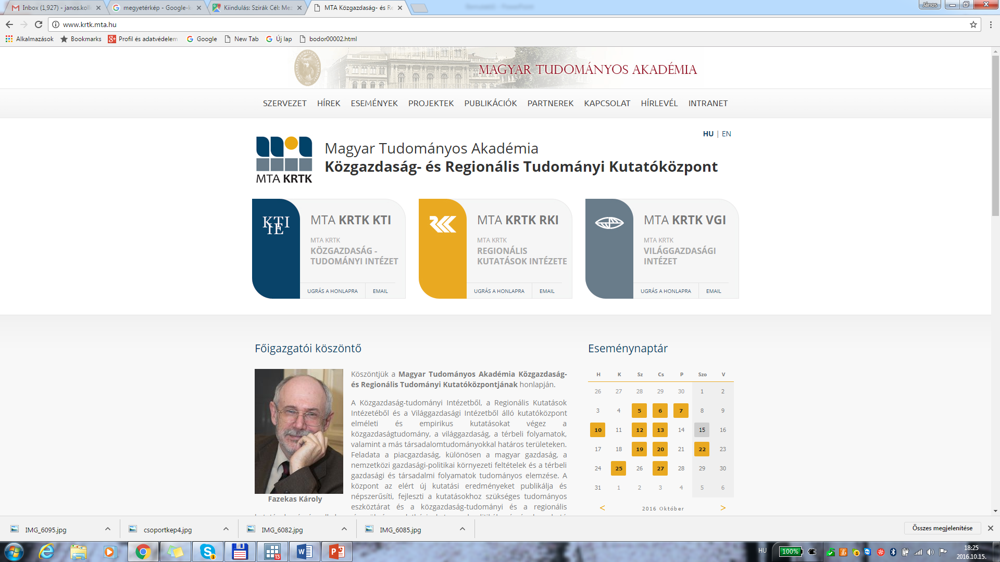 Inbox (1,927) - janos.koll
megyetérkép - Google-k
Kiindulás: Szirák Cél: Mez
MTA Közgazdaság- és Re
János
www.krtk.mta.hu
Alkalmazások
Bookmarks
Profil és adatvédelem
Google
New Tab
Új lap
bodor00002.html
MAGYAR TUDOMÁNYOS AKADÉMIA
SZERVEZET HÍREK ESEMÉNYEK PROJEKTEK PUBLIKÁCIÓK PARTNEREK KAPCSOLAT HÍRLEVÉL INTRANET
HU | EN
MTA KRTK
Magyar Tudományos Akadémia
Közgazdaság- és Regionális Tudományi Kutatóközpont
KTI
IE
MTA KRTK KTI
MTA KRTK
KÖZGAZDASÁG -
TUDOMÁNYI INTÉZET
UGRÁS A HONLAPRA EMAIL
MTA KRTK RKI
MTA KRTK
REGIONÁLIS
KUTATÁSOK INTÉZETE
UGRÁS A HONLAPRA EMAIL
MTA KRTK VGI
MTA KRTK
VILÁGGAZDASÁGI
INTÉZET
UGRÁS A HONLAPRA EMAIL
Főigazgatói köszöntő
Fazekas Károly
Köszöntjük a Magyar Tudományos Akadémia Közgazdaság-
és Regionális Tudományi Kutatóközpontjának honlapján.
A Közgazdaság-tudományi Intézetből, a Regionális Kutatások
Intézetéből és a Világgazdasági Intézetből álló kutatóközpont
elméleti és empirikus kutatásokat végez a
közgazdaságtudomány, a világgazdaság, a térbeli folyamatok,
valamint a más társadalomtudományokkal határos területeken.
Feladata a piacgazdaság, különösen a magyar gazdaság, a
nemzetközi gazdasági-politikai környezeti feltételek és a térbeli
gazdasági és társadalmi folyamatok tudományos elemzése. A
központ az elért új kutatási eredményeket publikálja és
népszerűsíti, fejleszti a kutatásokhoz szükséges tudományos
eszköztárat és a közgazdaság-tudományi és a regionális
Eseménynaptár
H K Sz Cs P Szo V
26 27 28 29 30 1 2
3 4 5 6 7 8 9
10 11 12 13 14 15 16
17 18 19 20 21 22 23
24 25 26 27 28 29 30
31 1 2 3 4 5 6
< 2016 Október >
IMG_6095.jpg
csoportkep4.jpg
IMG_6082.jpg
IMG_6085.jpg
Összes megjelenítése
13
HU
100%
18:25
2016.10.15.